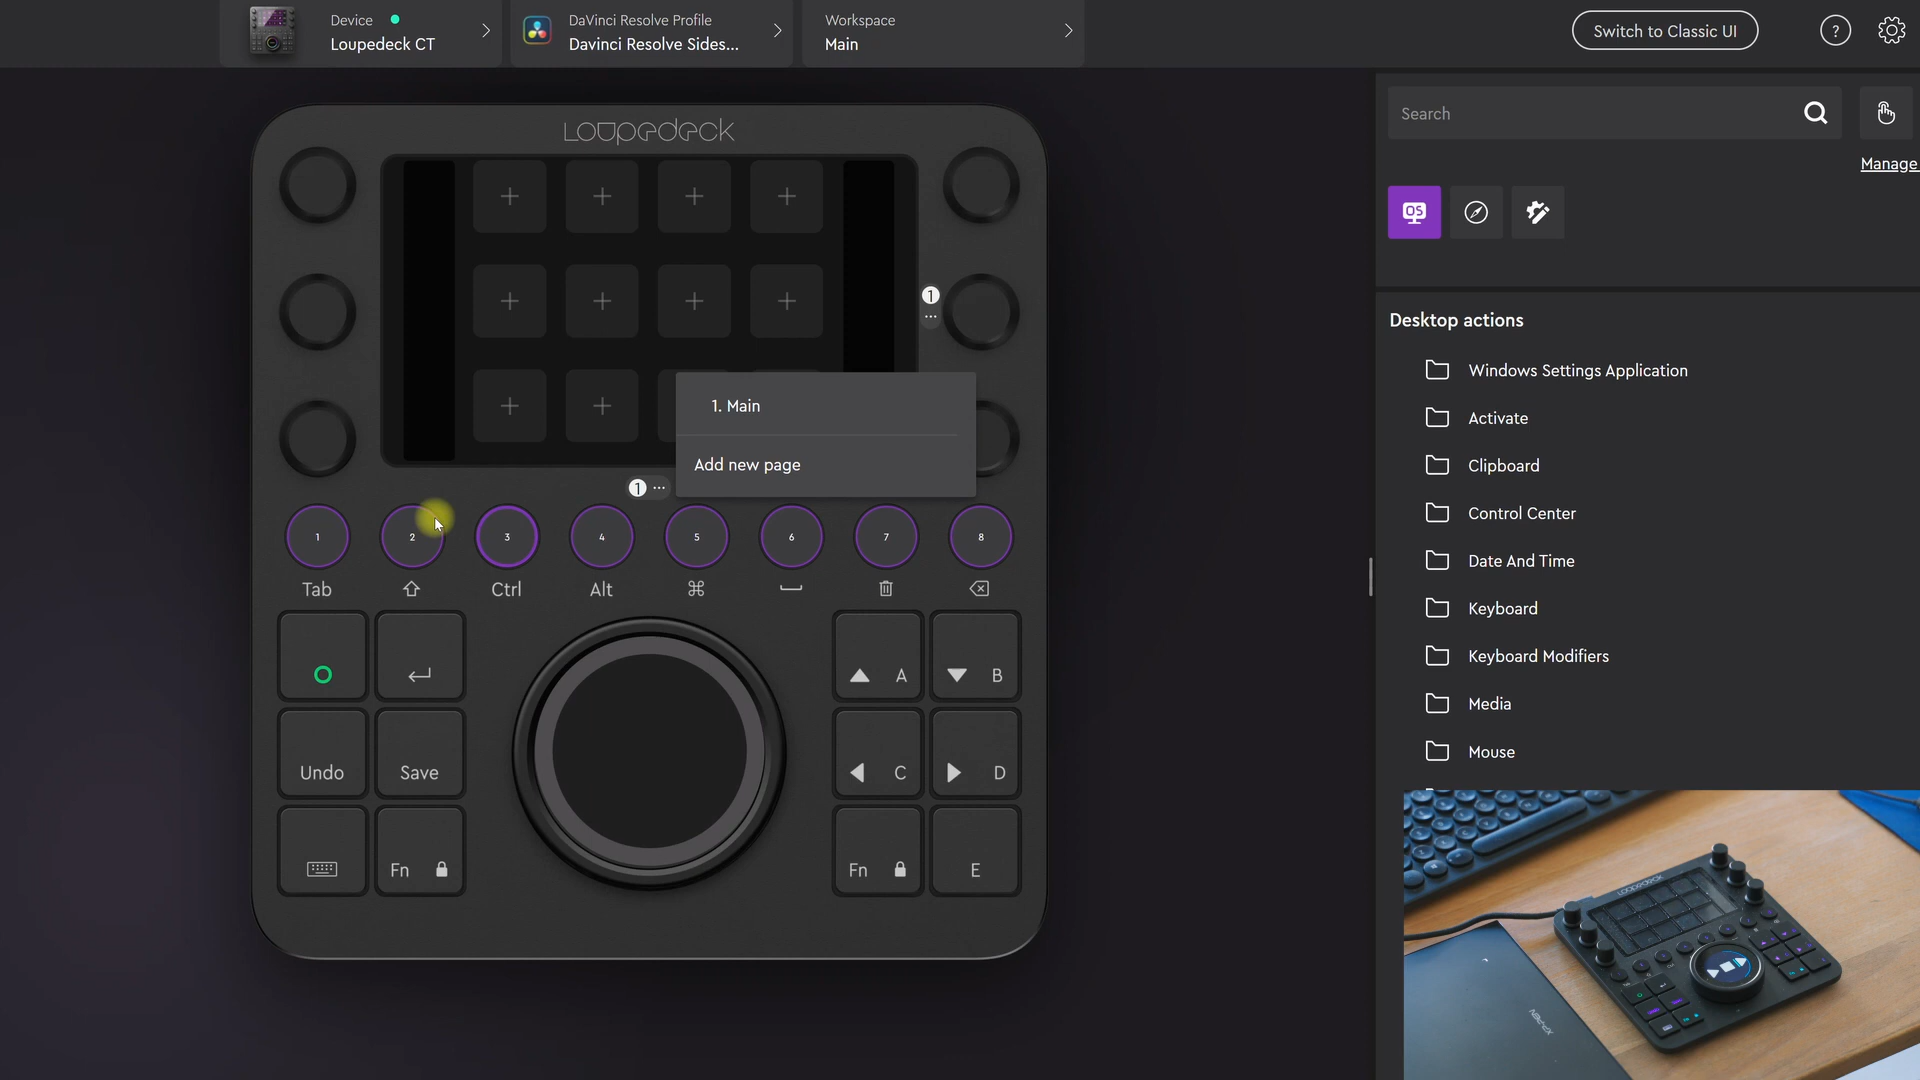 Device
Loupedeck CT
DaVinci Resolve Profile
Davinci Resolve Sides...
Workspace
Main
Switch to Classic UI
?
Loupedeck
Search
Manage
OS
1
...
Desktop actions
Windows Settings Application
Activate
Clipboard
Control Center
Date And Time
Keyboard
Keyboard Modifiers
Media
Mouse
1. Main
Add new page
1 ...
1 2 3 4 5 6 7 8
Tab Ctrl Alt ⌘
A B
Undo Save C D
Fn Fn E
Loupedeck
XPPEN